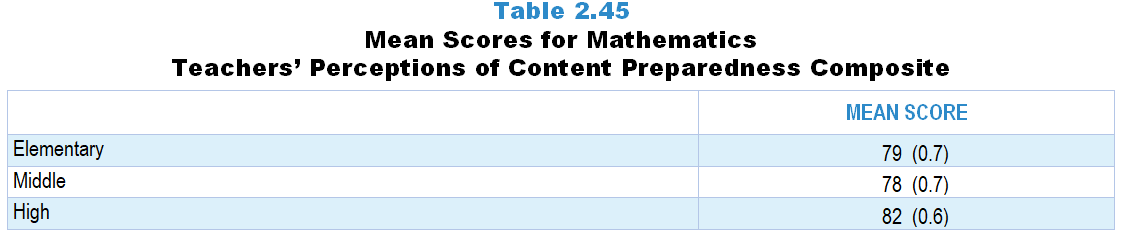 Table 2.45
Mean Scores for Mathematics
Teachers’ Perceptions of Content Preparedness Composite
MEAN SCORE
Elementary 79 (0.7)
Middle 78 (0.7)
High 82 (0.6)